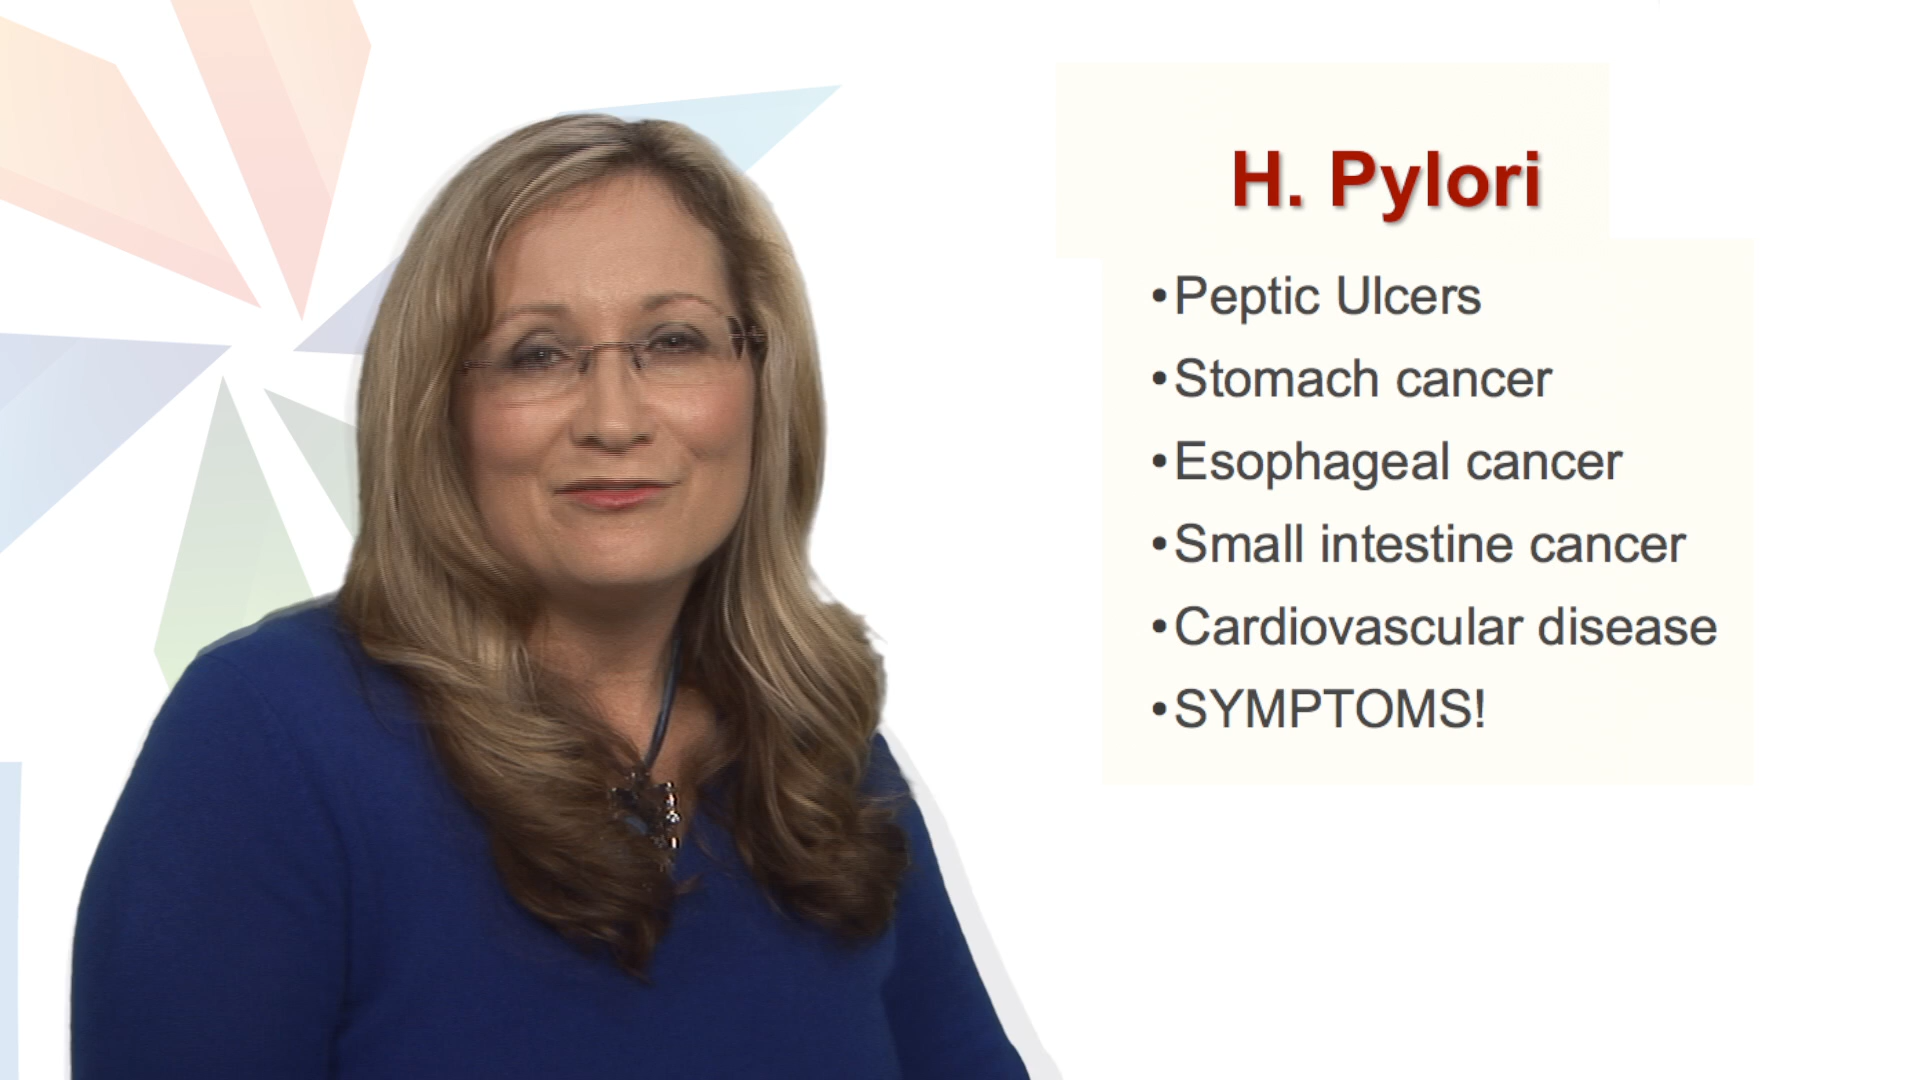 H. Pylori
•Peptic Ulcers
•Stomach cancer
•Esophageal cancer
•Small intestine cancer
•Cardiovascular disease
•SYMPTOMS!